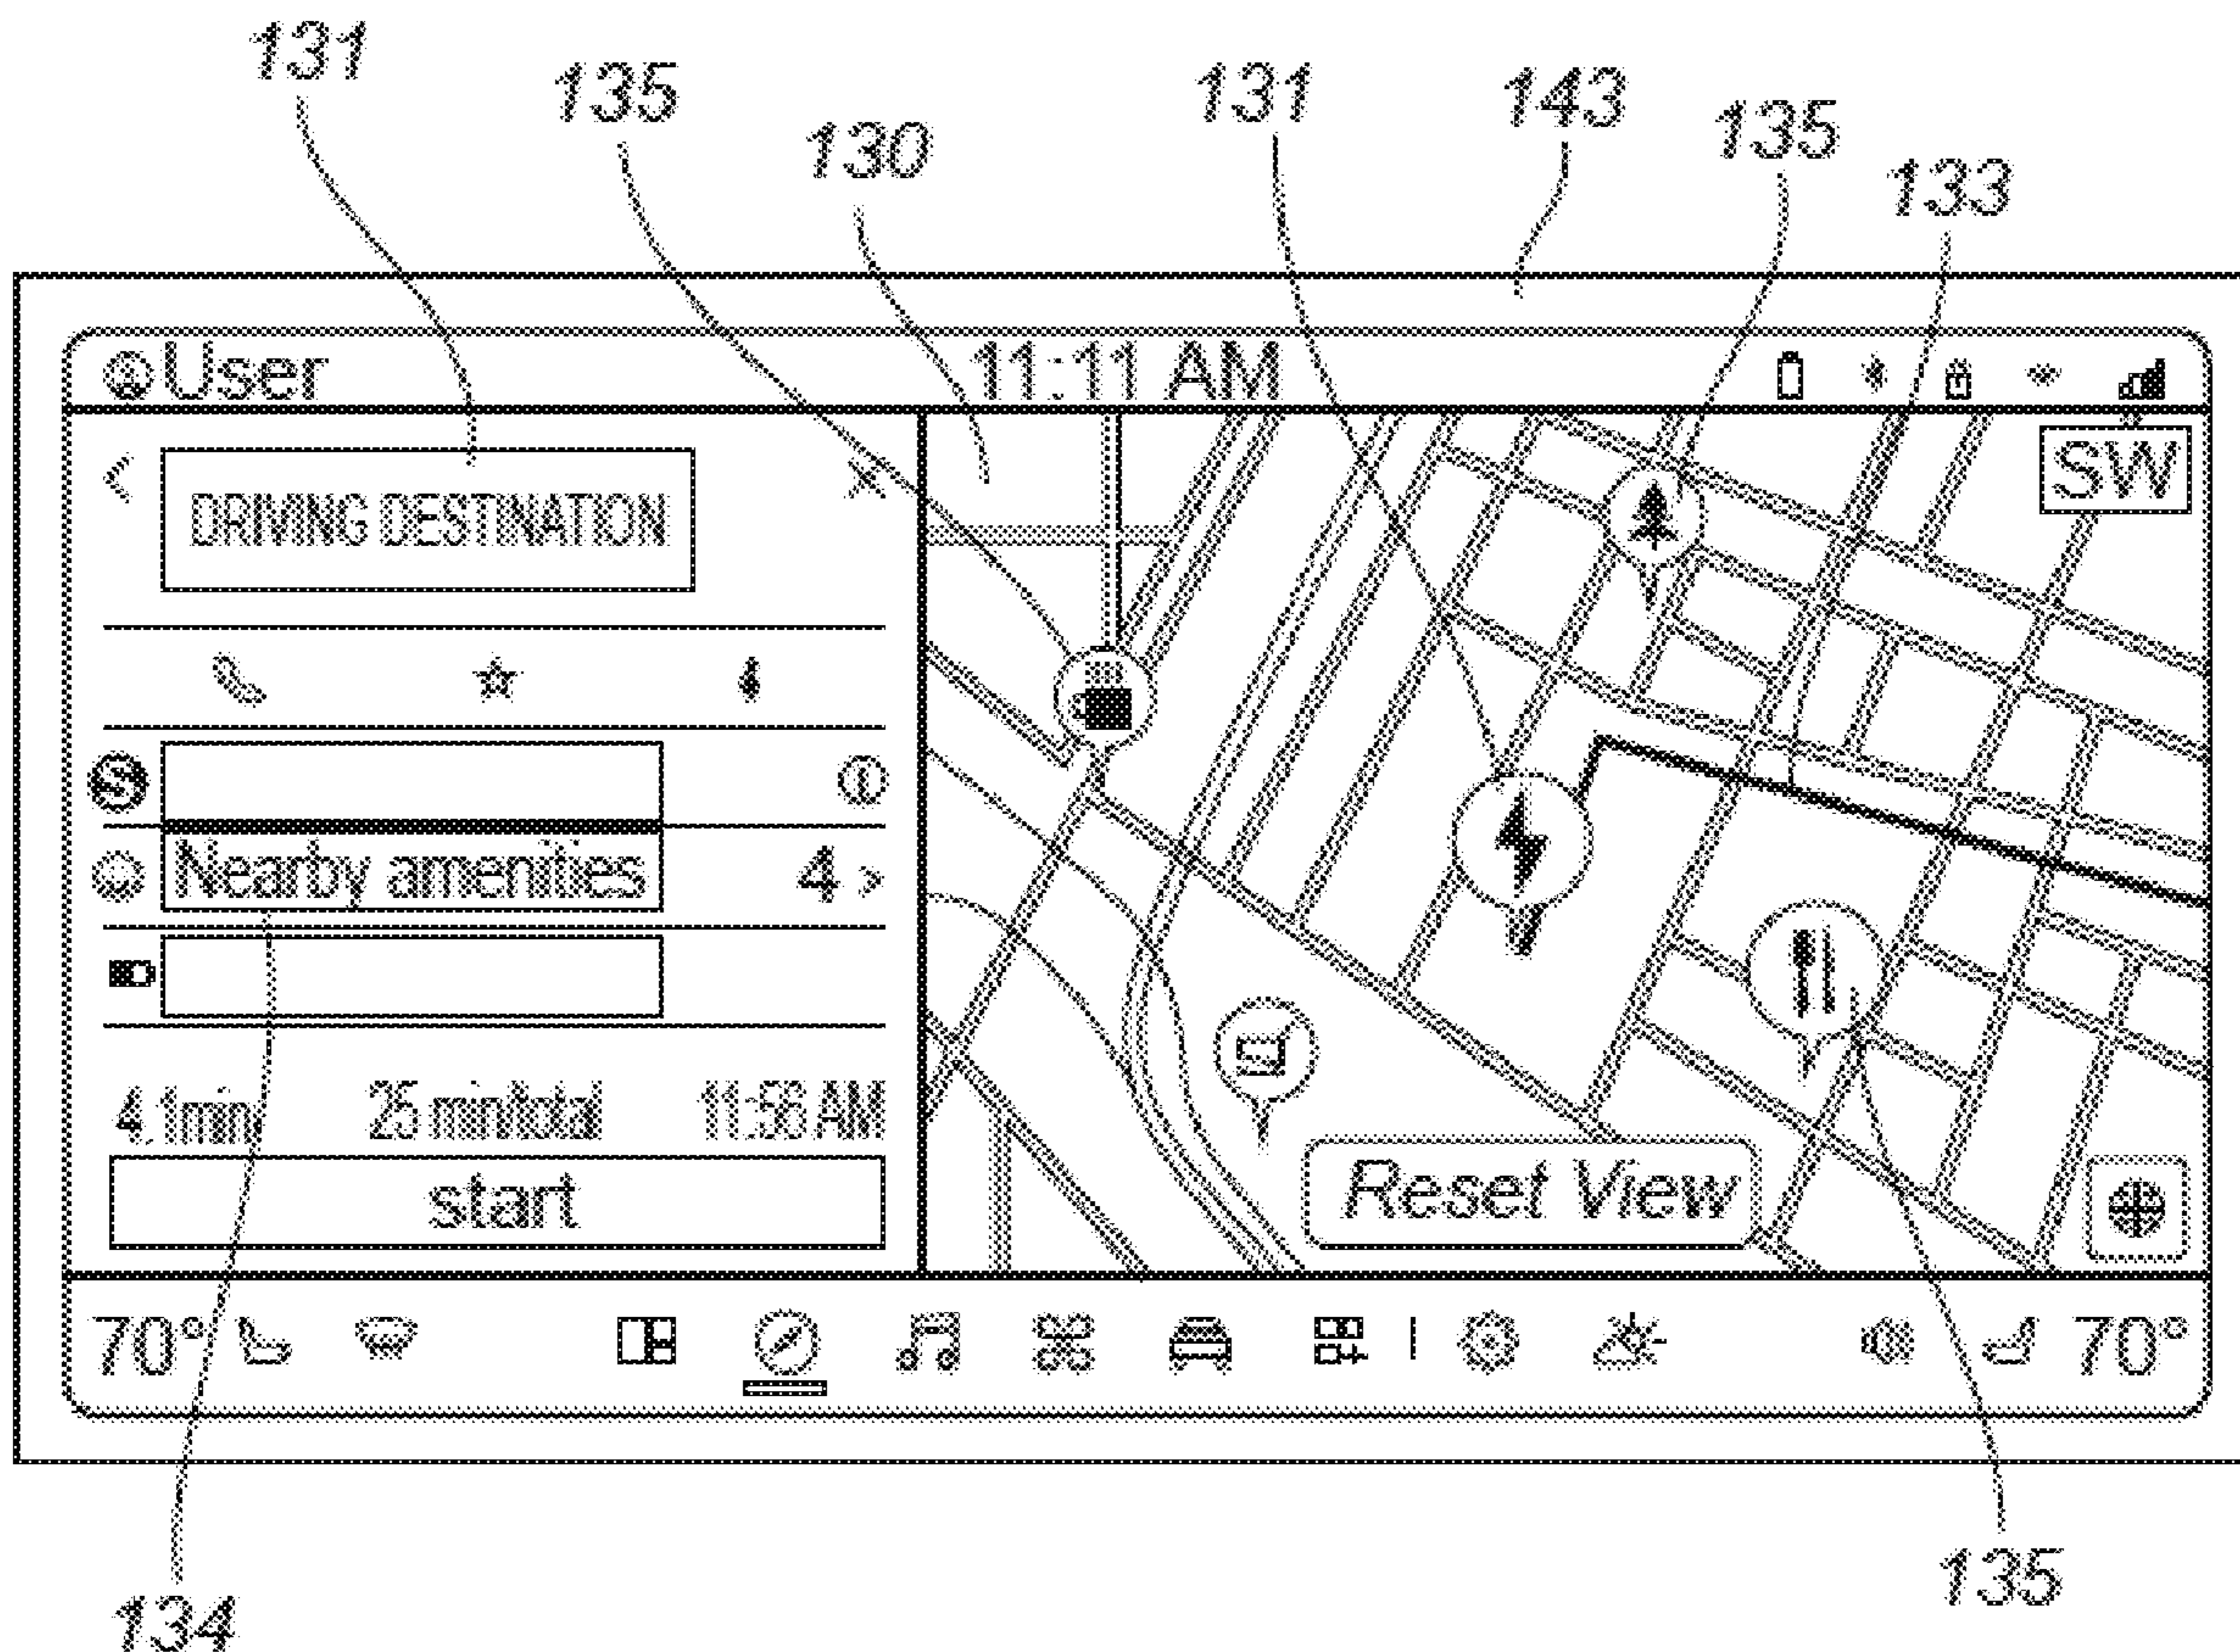 131
135
130
131
143
135
133
User
11:11 AM
SW
DRIVING DESTINATION
S
Nearby amenities
4 >
4.1min
25 min/total
11:56 AM
start
Reset View
70°
70°
134
135